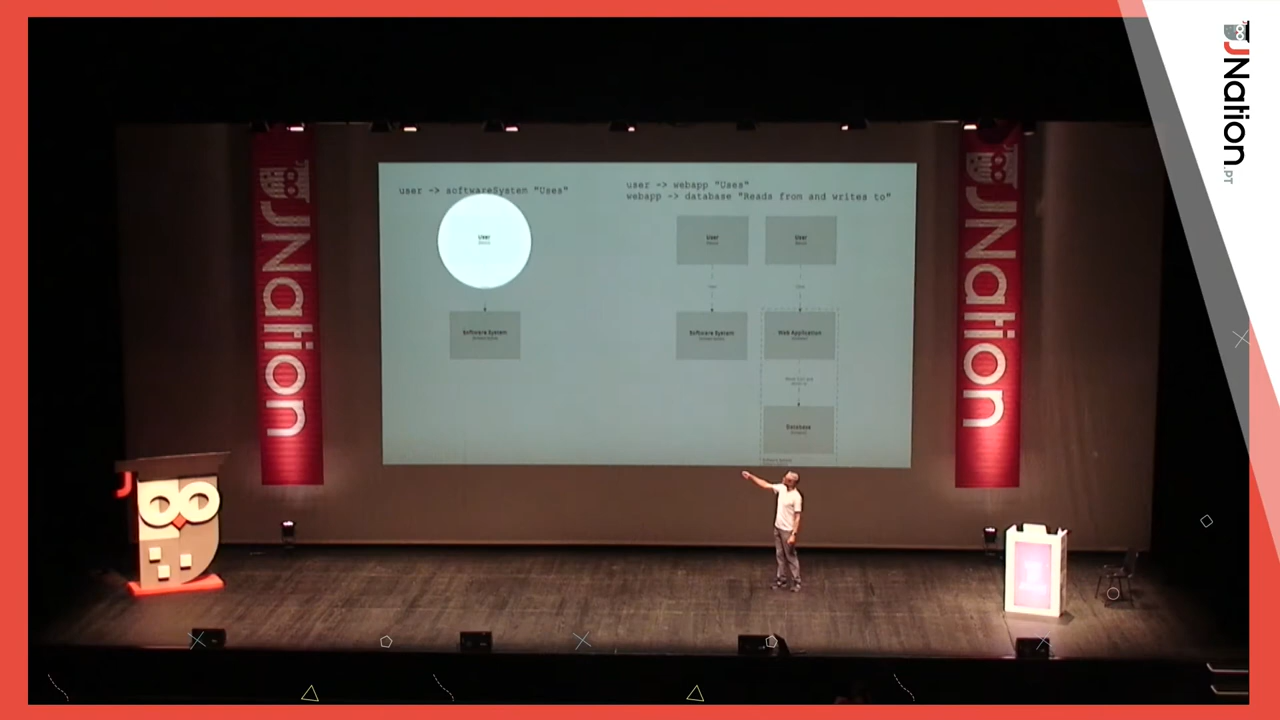 JNation.PT
JNation
JNation
user -> softwareSystem "Uses"
user -> webapp "Uses"
webapp -> database "Reads from and writes to"
User
User
User
Software System
Software System
Web Application
Database